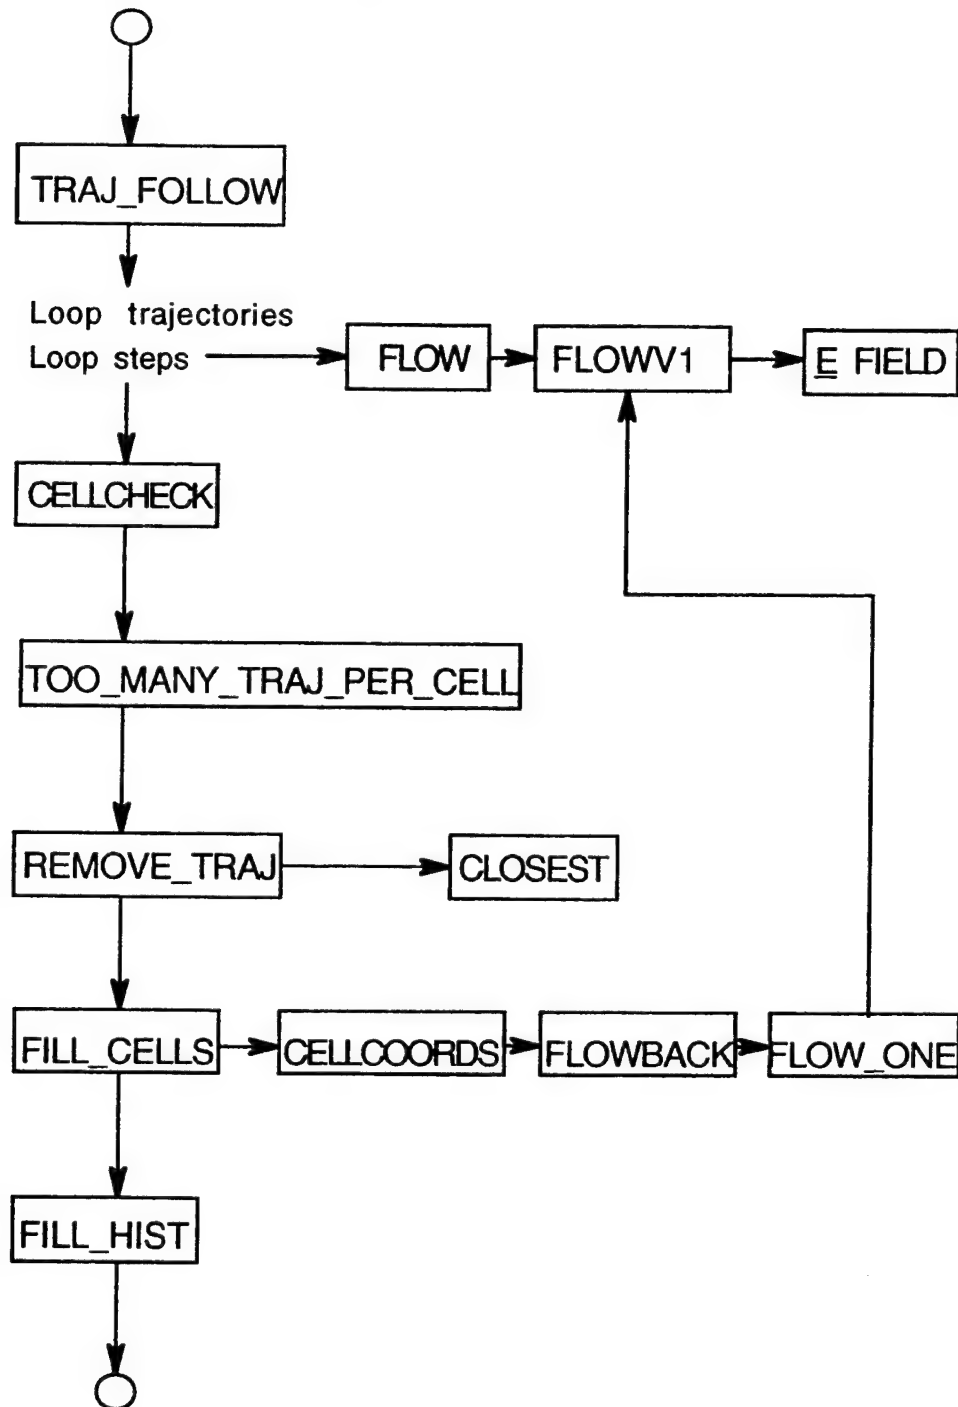 TRAJ_FOLLOW
Loop trajectories
Loop steps
FLOW
FLOWV1
E FIELD
CELLCHECK
TOO_MANY_TRAJ_PER_CELL
REMOVE_TRAJ
CLOSEST
FILL_CELLS
CELLCOORDS
FLOWBACK
FLOW_ONE
FILL_HIST